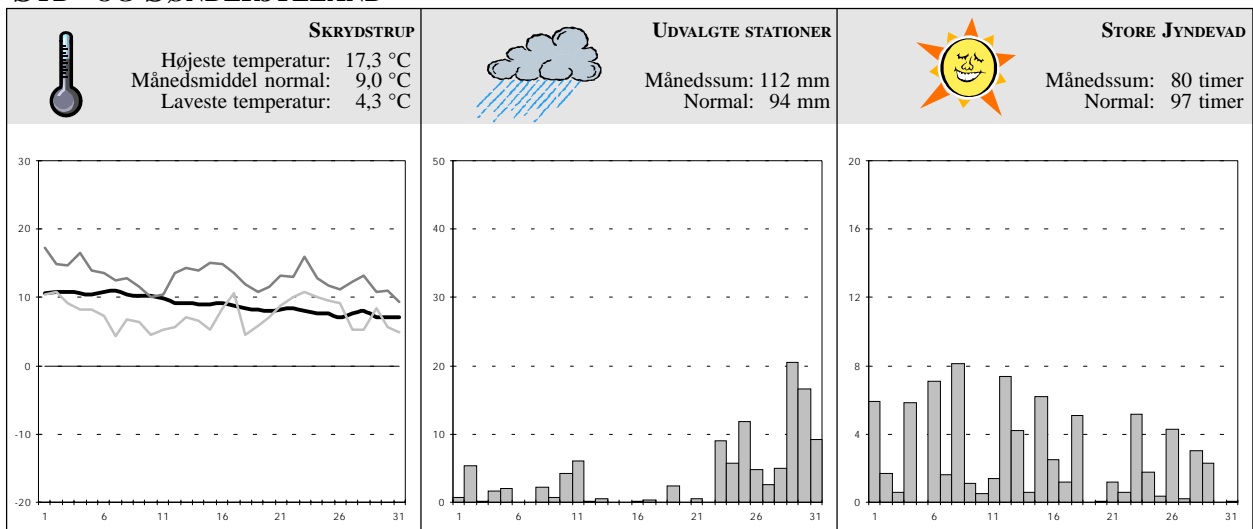 SKRYDSTRUP
Højeste temperatur: 17,3 °C
Månedsmiddel normal: 9,0 °C
Laveste temperatur: 4,3 °C
UDVALGTE STATIONER
Månedssum: 112 mm
Normal: 94 mm
STORE JYNDEVAD
Månedssum: 80 timer
Normal: 97 timer
30
20
10
0
-10
-20
1 6 11 16 21 26 31
50
40
30
20
10
0
1 6 11 16 21 26 31
20
16
12
8
4
0
1 6 11 16 21 26 31